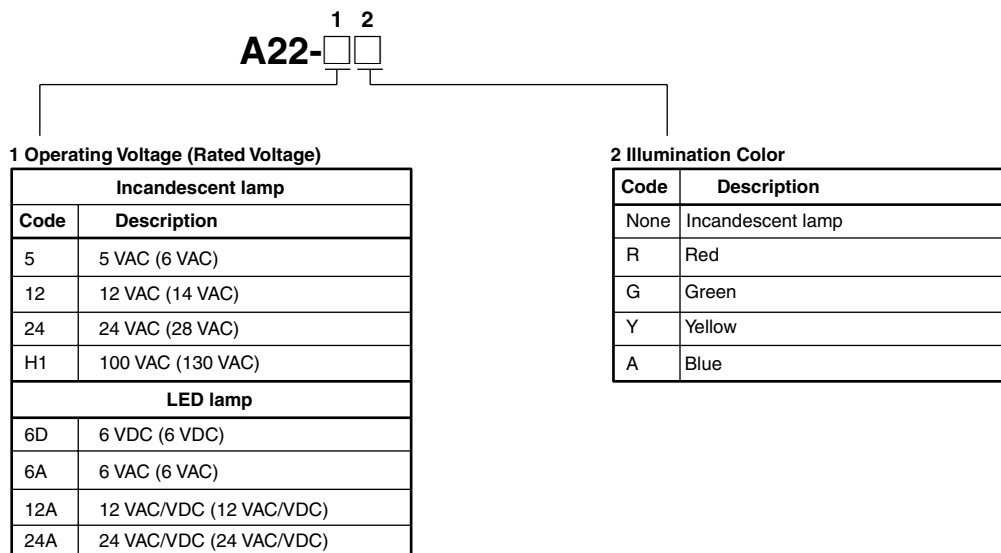 1 2
A22-
1 Operating Voltage (Rated Voltage)
Incandescent lamp
Code Description
5 5 VAC (6 VAC)
12 12 VAC (14 VAC)
24 24 VAC (28 VAC)
H1 100 VAC (130 VAC)
LED lamp
6D 6 VDC (6 VDC)
6A 6 VAC (6 VAC)
12A 12 VAC/VDC (12 VAC/VDC)
24A 24 VAC/VDC (24 VAC/VDC)
2 Illumination Color
Code Description
None Incandescent lamp
R Red
G Green
Y Yellow
A Blue